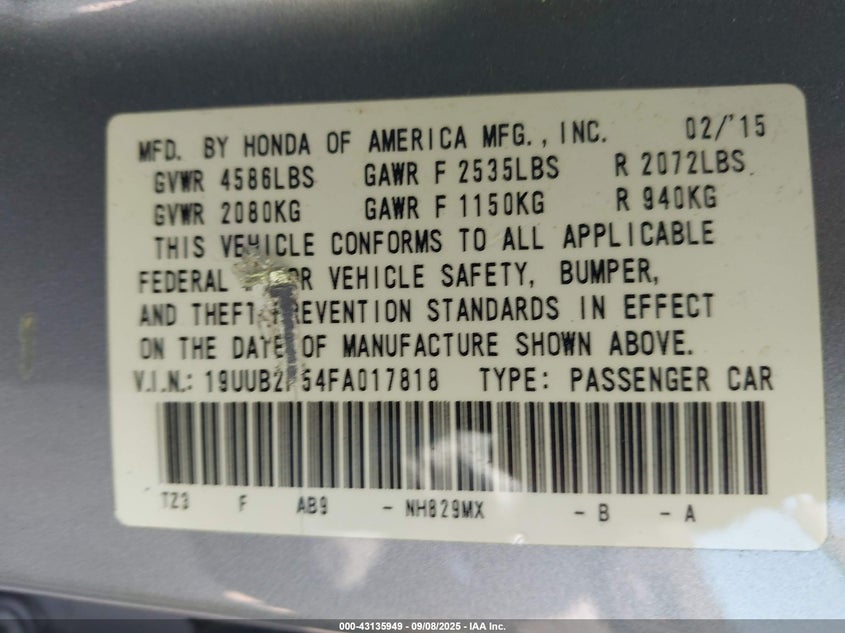 MFD. BY HONDA OF AMERICA MFG., INC. 02/'15
GVWR 4586LBS GAWR F 2535LBS R 2072LBS
GVWR 2080KG GAWR F 1150KG R 940KG
THIS VEHICLE CONFORMS TO ALL APPLICABLE
FEDERAL VEHICLE SAFETY, BUMPER,
AND THEFT PREVENTION STANDARDS IN EFFECT
ON THE DATE OF MANUFACTURE SHOWN ABOVE.
V.I.N.: TYPE: PASSENGER CAR
TZ3 F AB9 - NH829MX - B - A
000-43135949 - 09/08/2025 - IAA Inc.